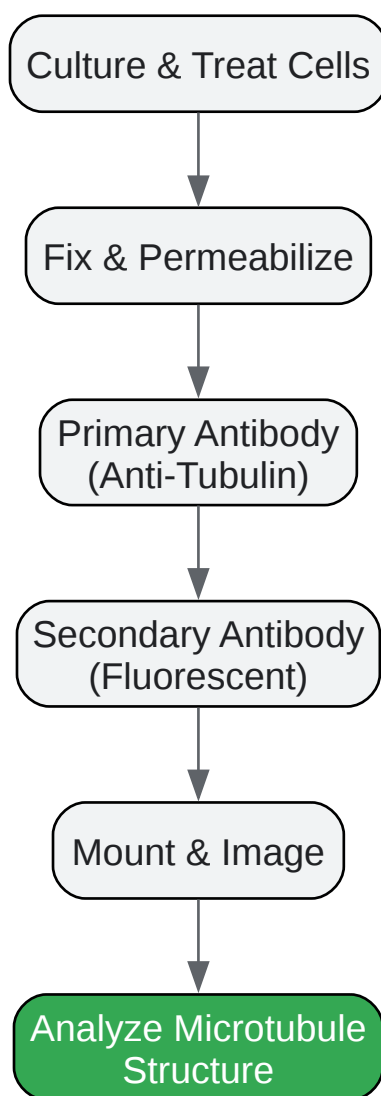 Culture & Treat Cells
Fix & Permeabilize
Primary Antibody
(Anti-Tubulin)
Secondary Antibody
(Fluorescent)
Mount & Image
Analyze Microtubule
Structure